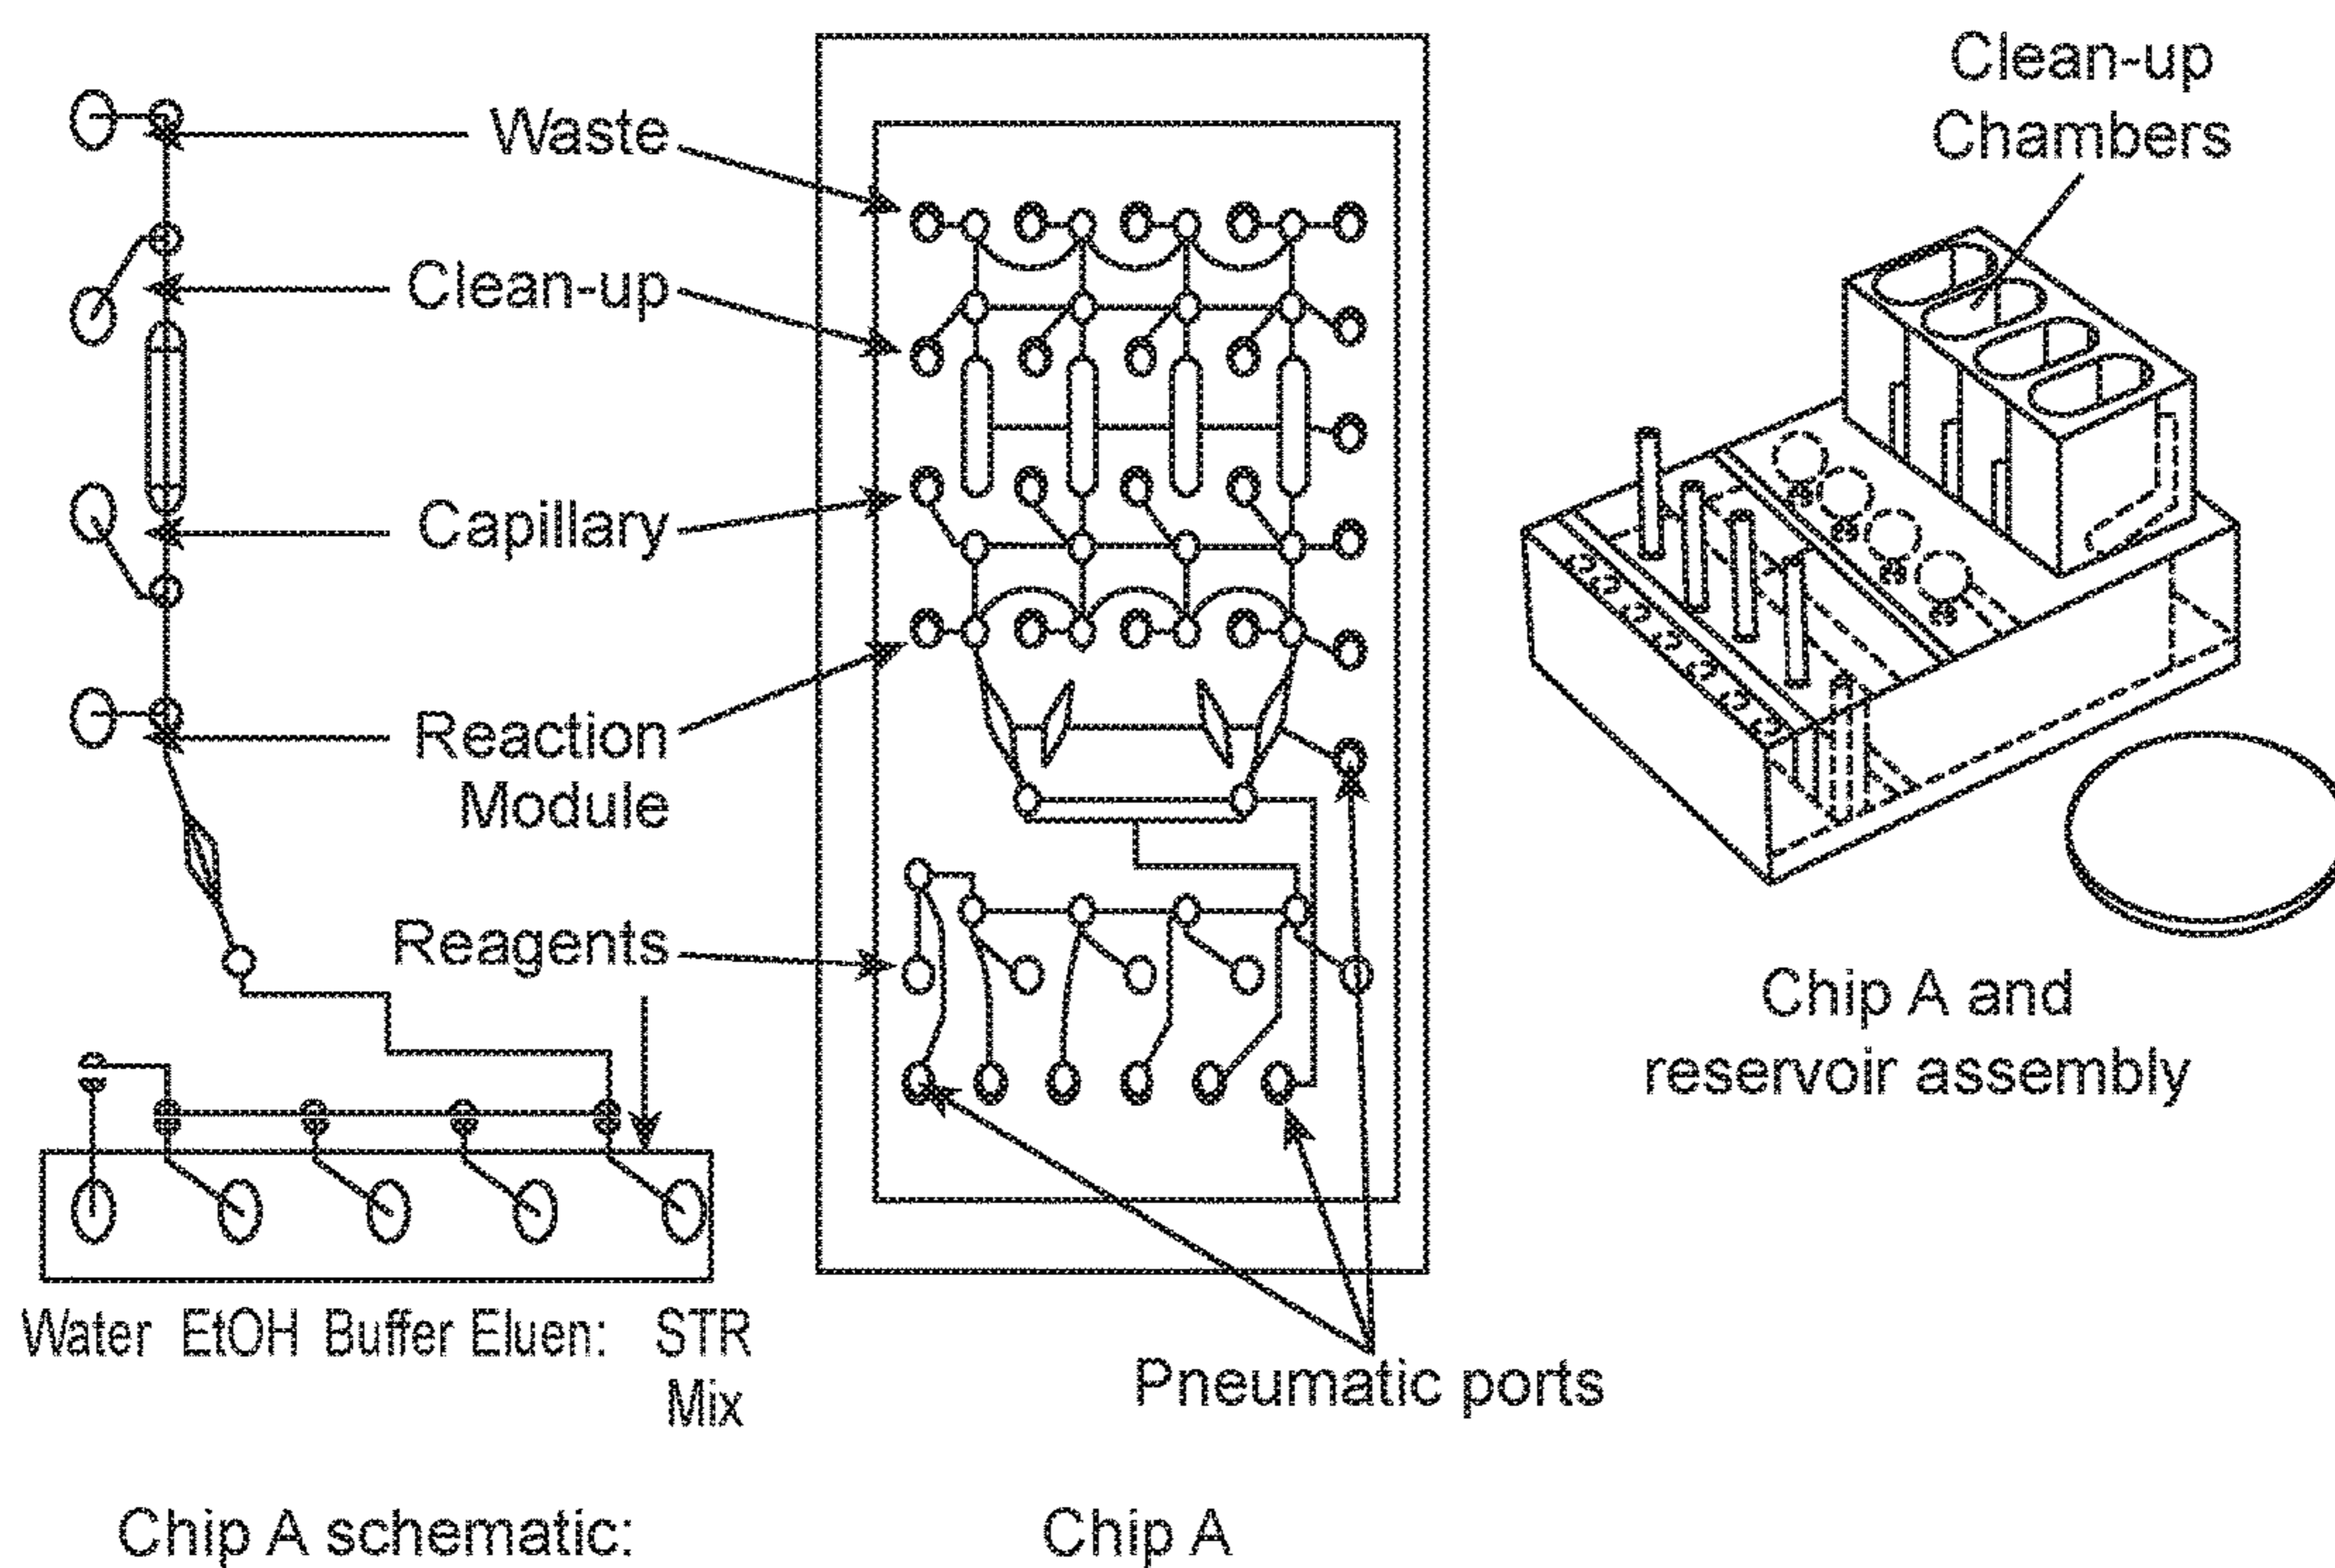 Waste
Clean-up
Capillary
Reaction
Module
Reagents
Water EtOH Buffer Eluen: STR
Mix
Chip A schematic:
Pneumatic ports
Chip A
Clean-up
Chambers
Chip A and
reservoir assembly